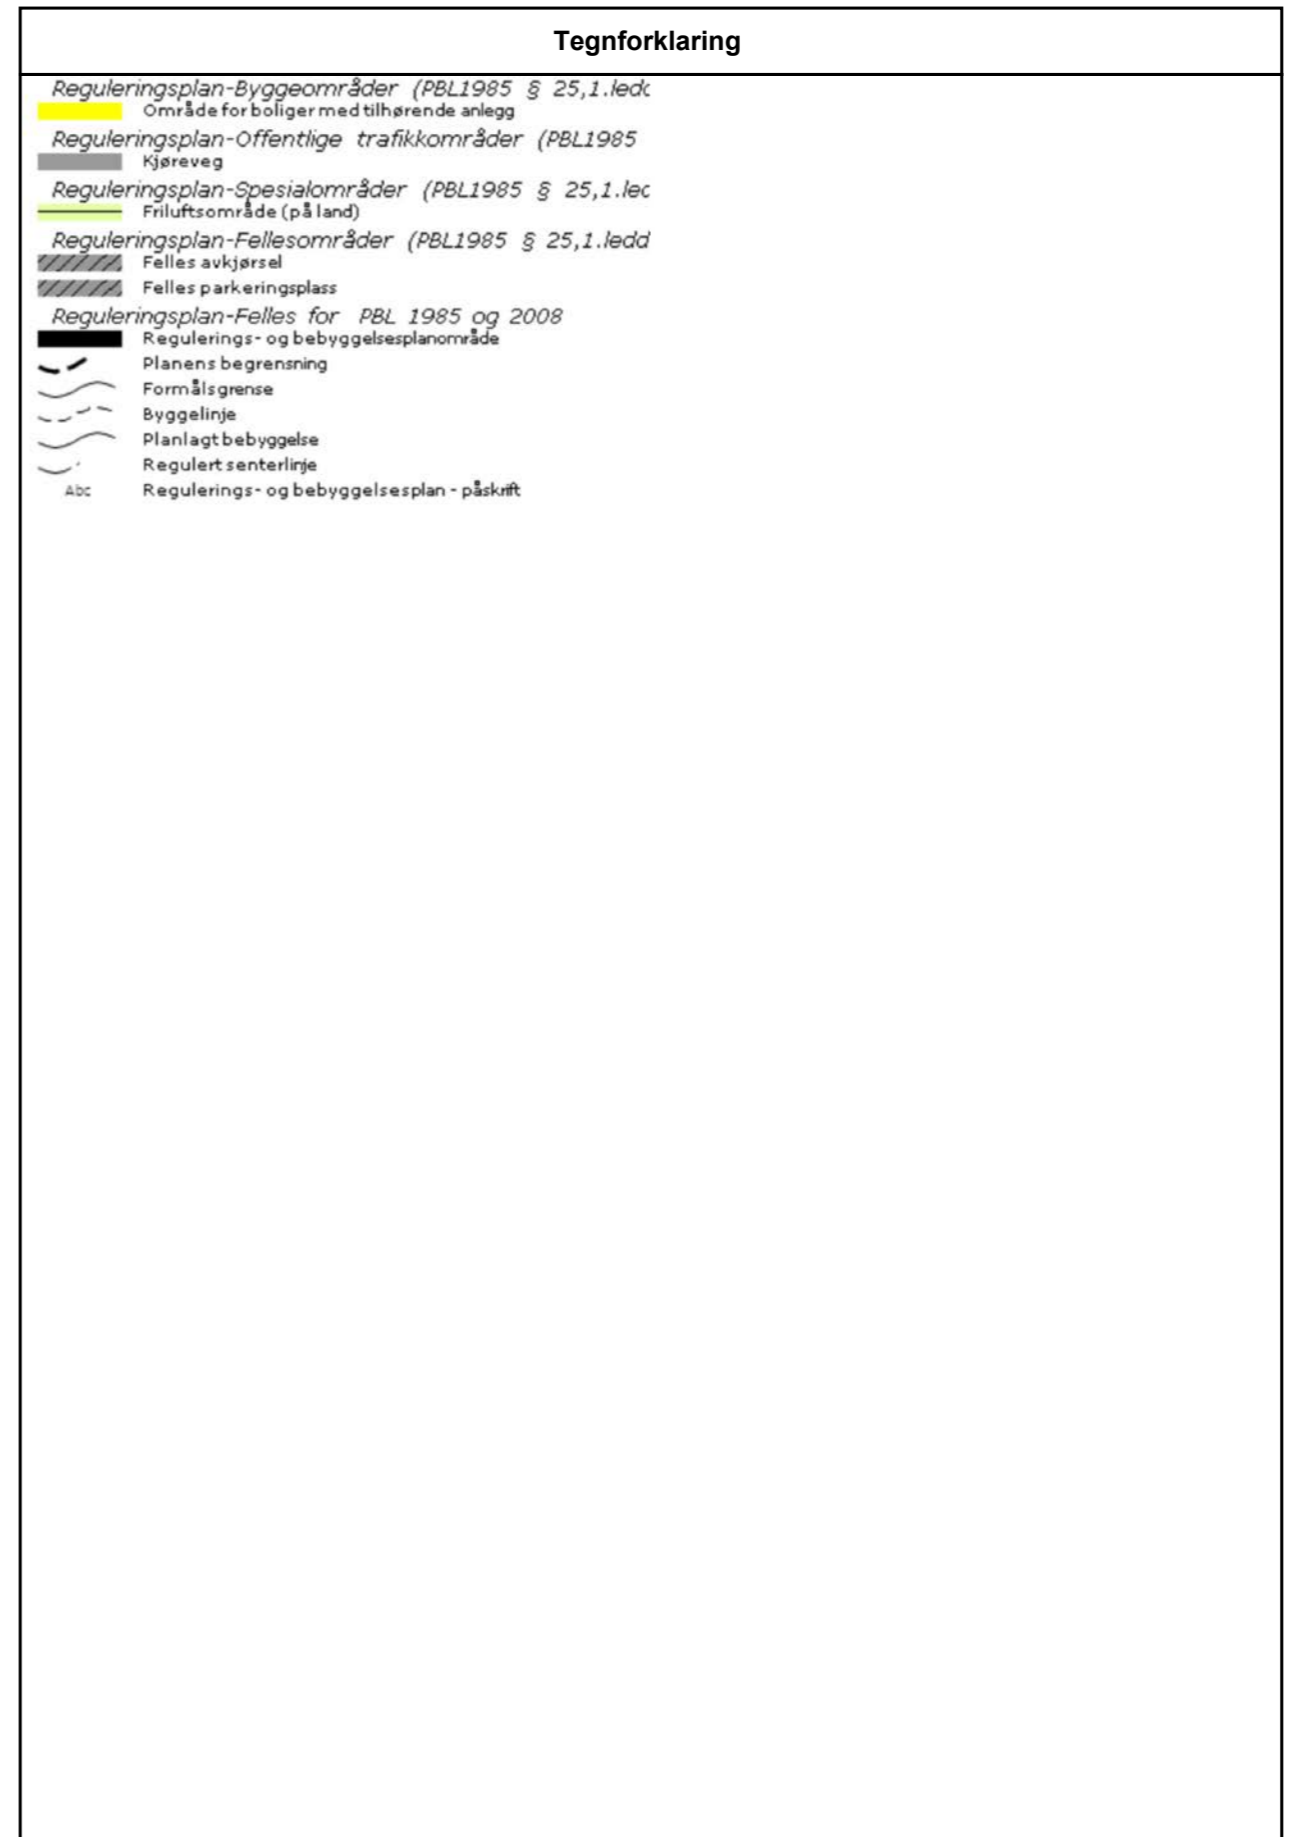 Tegnforklaring
Reguleringsplan-Byggeområder (PBL1985 § 25,1.ledd
Område for boliger med tilhørende anlegg
Reguleringsplan-Offentlige trafikkområder (PBL1985
Kjøreveg
Reguleringsplan-Spesialområder (PBL1985 § 25,1.led
Friluftsområde (på land)
Reguleringsplan-Fellesområder (PBL1985 § 25,1.ledd
Felles avkjørsel
Felles parkeringsplass
Reguleringsplan-Felles for PBL 1985 og 2008
Regulerings- og bebyggelsesplanområde
Planens begrensning
Formålsgrense
Byggelinje
Planlagt bebyggelse
Regulert senterlinje
Abc Regulerings- og bebyggelsesplan - påskrift